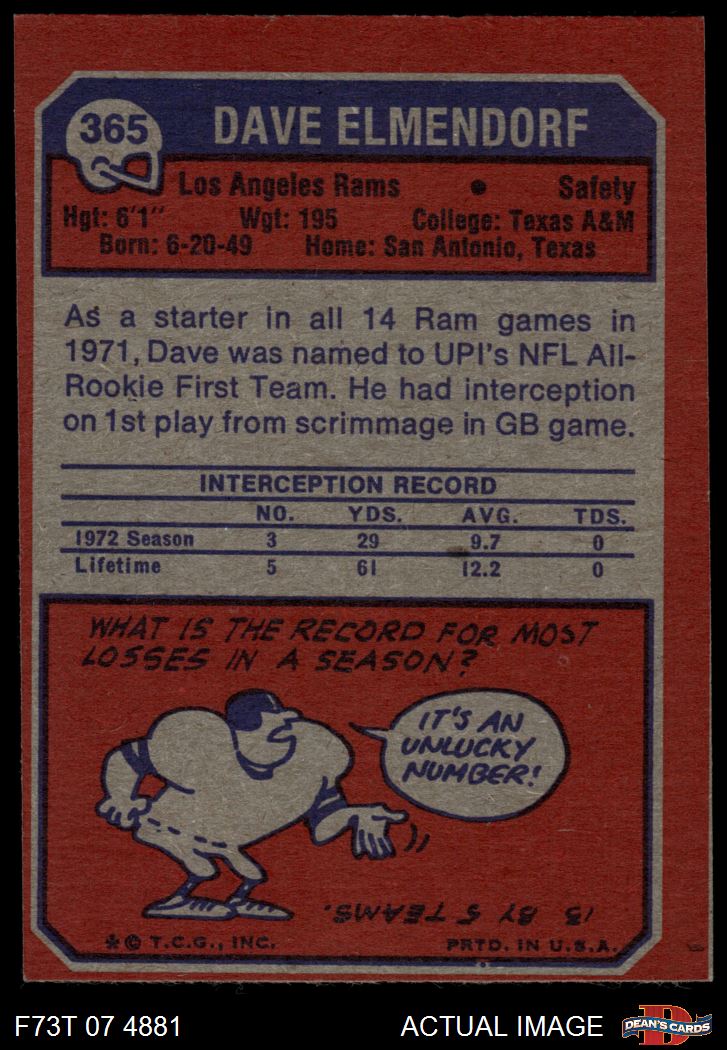 365
DAVE ELMENDORF
Los Angeles Rams • Safety
Hgt: 6'1" Wgt: 195 College: Texas A&M
Born: 6-20-49 Home: San Antonio, Texas
As a starter in all 14 Ram games in
1971, Dave was named to UPI's NFL All-
Rookie First Team. He had interception
on 1st play from scrimmage in GB game.
INTERCEPTION RECORD
NO. YDS. AVG. TDS.
1972 Season 3 29 9.7 0
Lifetime 5 61 12.2 0
WHAT IS THE RECORD FOR MOST
LOSSES IN A SEASON?
IT'S AN
UNLUCKY
NUMBER!
13 BY 5 TEAMS.
* © T.C.G., INC. PRTD. IN U.S.A.
F73T 07 4881 ACTUAL IMAGE
D
DEAN'S CARDS